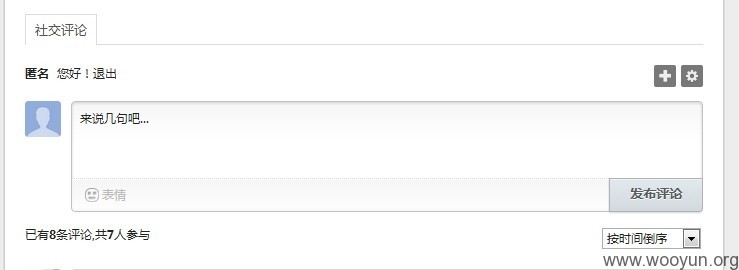 社交评论
匿名 您好！退出
来说几句吧...
表情
发布评论
已有8条评论,共7人参与
按时间倒序
www.wooyun.org